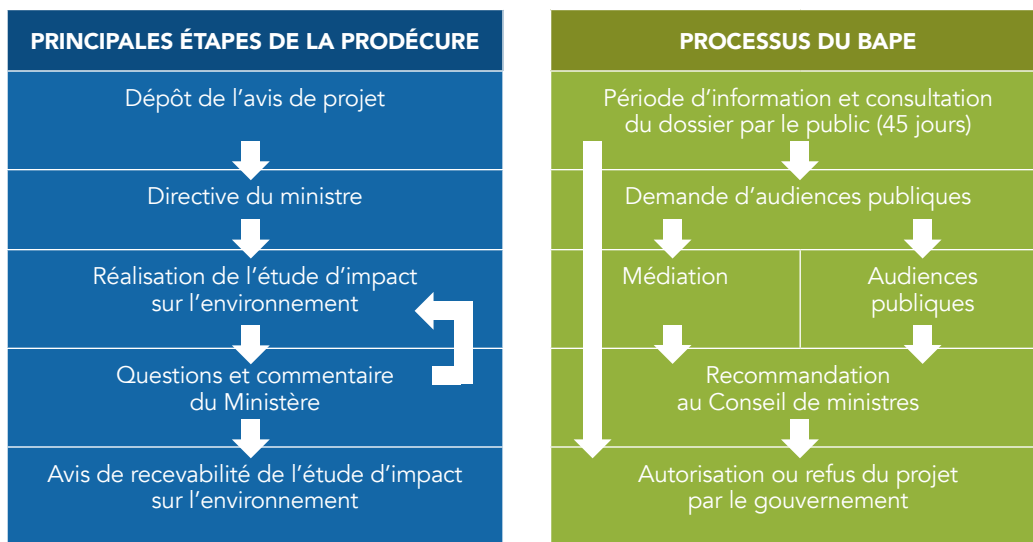 PRINCIPALES ÉTAPES DE LA PRODÉCURE
Dépôt de l'avis de projet
Directive du ministre
Réalisation de l'étude d'impact
sur l'environnement
Questions et commentaire
du Ministère
Avis de recevabilité de l'étude d'impact
sur l'environnement
PROCESSUS DU BAPE
Période d'information et consultation
du dossier par le public (45 jours)
Demande d'audiences publiques
Médiation
Audiences
publiques
Recommandation
au Conseil de ministres
Autorisation ou refus du projet
par le gouvernement